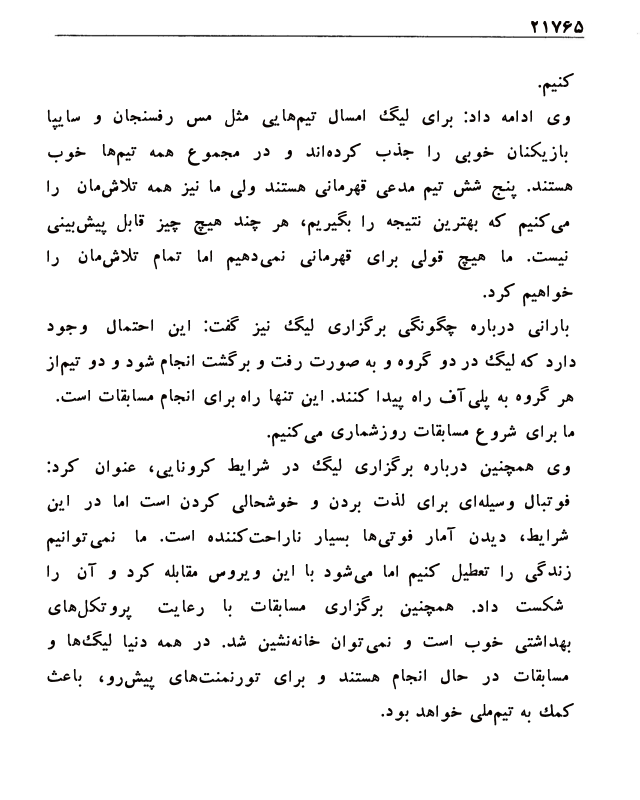 ۲۱۷۶۵
کنیم.
وی ادامه داد: برای لیگ امسال تیم‌هایی مثل مس رفسنجان و سایپا
بازیکنان خوبی را جذب کرده‌اند و در مجموع همه تیم‌ها خوب
هستند. پنج شش تیم مدعی قهرمانی هستند ولی ما نیز همه تلاش‌مان را
می‌کنیم که بهترین نتیجه را بگیریم، هر چند هیچ چیز قابل پیش‌بینی
نیست. ما هیچ قولی برای قهرمانی نمی‌دهیم اما تمام تلاش‌مان را
خواهیم کرد.
بارانی درباره چگونگی برگزاری لیگ نیز گفت: این احتمال وجود
دارد که لیگ در دو گروه و به صورت رفت و برگشت انجام شود و دو تیم‌از
هر گروه به پلی‌آف راه پیدا کنند. این تنها راه برای انجام مسابقات است.
ما برای شروع مسابقات روزشماری می‌کنیم.
وی همچنین درباره برگزاری لیگ در شرایط کرونایی، عنوان کرد:
فوتبال وسیله‌ای برای لذت بردن و خوشحالی کردن است اما در این
شرایط، دیدن آمار فوتی‌ها بسیار ناراحت‌کننده است. ما نمی‌توانیم
زندگی را تعطیل کنیم اما می‌شود با این ویروس مقابله کرد و آن را
شکست داد. همچنین برگزاری مسابقات با رعایت پروتکل‌های
بهداشتی خوب است و نمی‌توان خانه‌نشین شد. در همه دنیا لیگ‌ها و
مسابقات در حال انجام هستند و برای تورنمنت‌های پیش‌رو، باعث
کمک به تیم‌ملی خواهد بود.